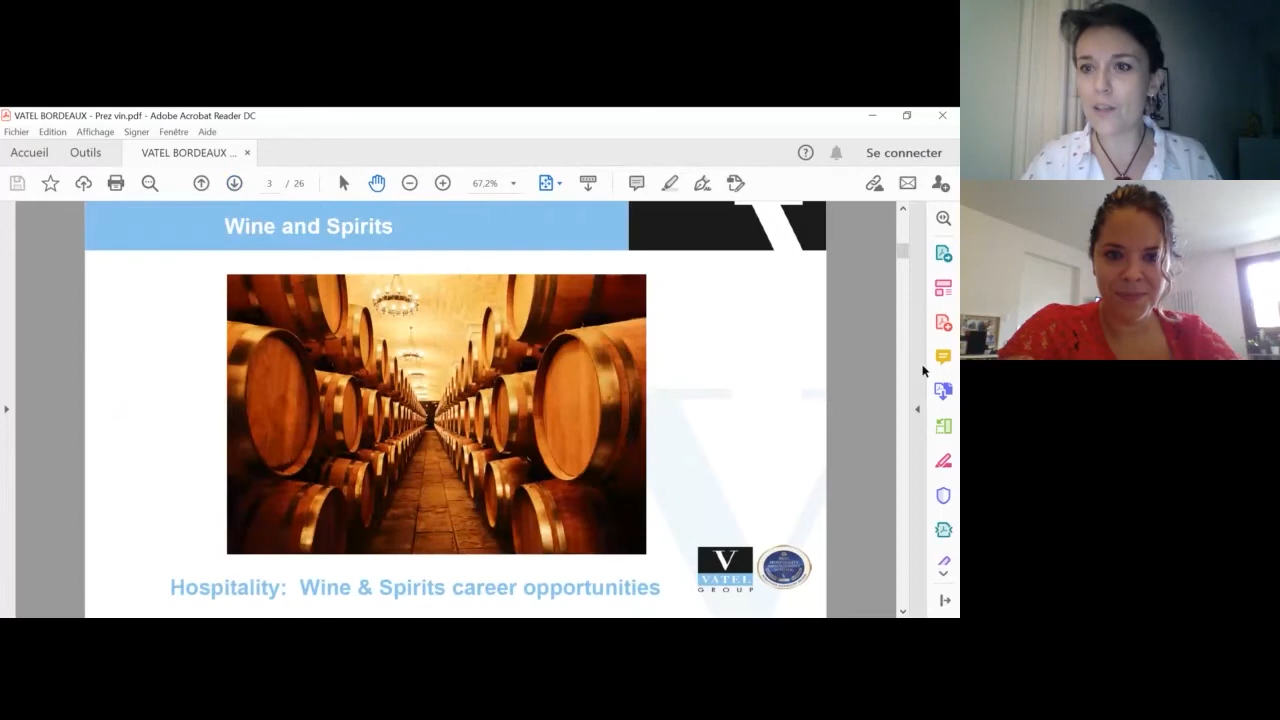 VATEL BORDEAUX - Prez vin.pdf - Adobe Acrobat Reader DC
Fichier Edition Affichage Signer Fenêtre Aide
Accueil Outils VATEL BORDEAUX ... × Se connecter
3 / 26 67,2%
Wine and Spirits
V
VATEL
GROUP
Hospitality: Wine & Spirits career opportunities